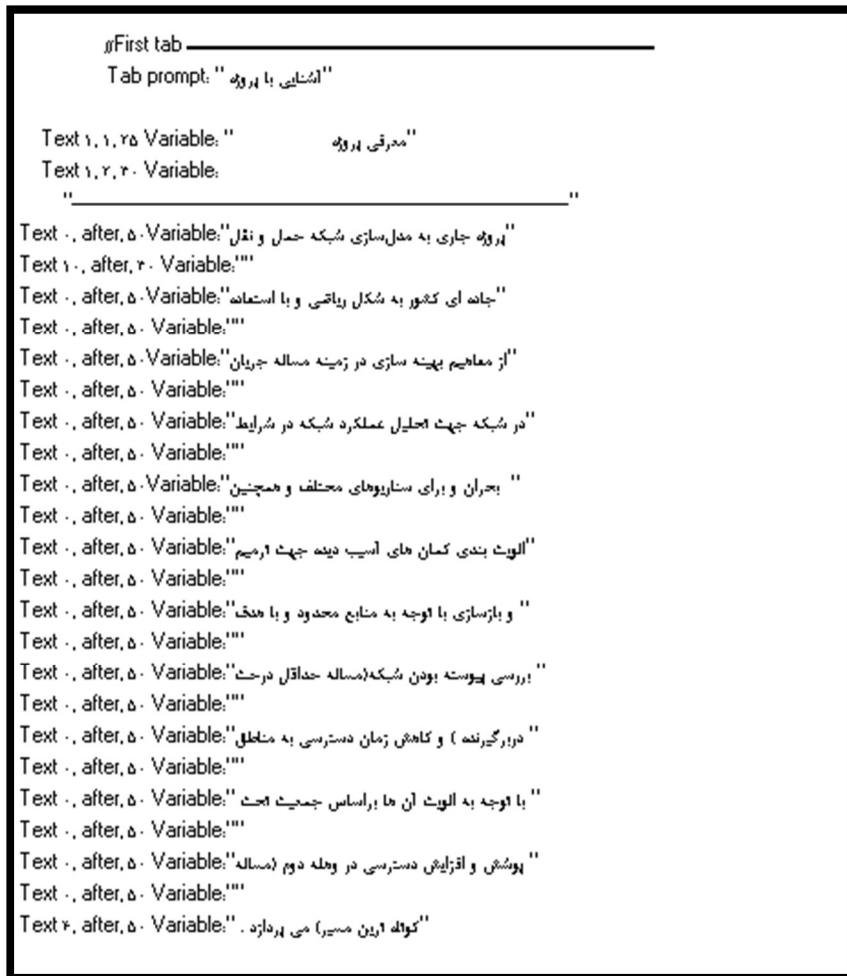 //First tab
Tab prompt: "آشنایی با پروژه"
Text ۱, ۱, ۲۵ Variable: " معرفی پروژه"
Text ۱, ۲, ۴۰ Variable:
"________________________________"
Text ۰, after, ۵۰ Variable:"پروژه جاری به مدل‌سازی شبکه حمل و نقل"
Text ۱۰, after, ۴۰ Variable:""
Text ۰, after, ۵۰ Variable:"جاده ای کشور به شکل ریاضی و با استفاده"
Text ۰, after, ۵۰ Variable:""
Text ۰, after, ۵۰ Variable:"از مفاهیم بهینه سازی در زمینه مساله جریان"
Text ۰, after, ۵۰ Variable:""
Text ۰, after, ۵۰ Variable:"در شبکه جهت تحلیل عملکرد شبکه در شرایط"
Text ۰, after, ۵۰ Variable:""
Text ۰, after, ۵۰ Variable:" بحران و برای سناریوهای مختلف و همچنین"
Text ۰, after, ۵۰ Variable:""
Text ۰, after, ۵۰ Variable:"الویت بندی کمان های آسیب دیده جهت ترمیم"
Text ۰, after, ۵۰ Variable:""
Text ۰, after, ۵۰ Variable:" و بازسازی با توجه به منابع محدود و با هدف"
Text ۰, after, ۵۰ Variable:""
Text ۰, after, ۵۰ Variable:" بررسی پیوسته بودن شبکه(مساله حداقل درخت"
Text ۰, after, ۵۰ Variable:""
Text ۰, after, ۵۰ Variable:" دربرگیرنده ) و کاهش زمان دسترسی به مناطق"
Text ۰, after, ۵۰ Variable:""
Text ۰, after, ۵۰ Variable:" با توجه به الویت آن ها براساس جمعیت تحت "
Text ۰, after, ۵۰ Variable:""
Text ۰, after, ۵۰ Variable:" پوشش و افزایش دسترسی در وهله دوم (مساله"
Text ۰, after, ۵۰ Variable:""
Text ۴, after, ۵۰ Variable:"کوتاه ترین مسیر) می پردازد ."